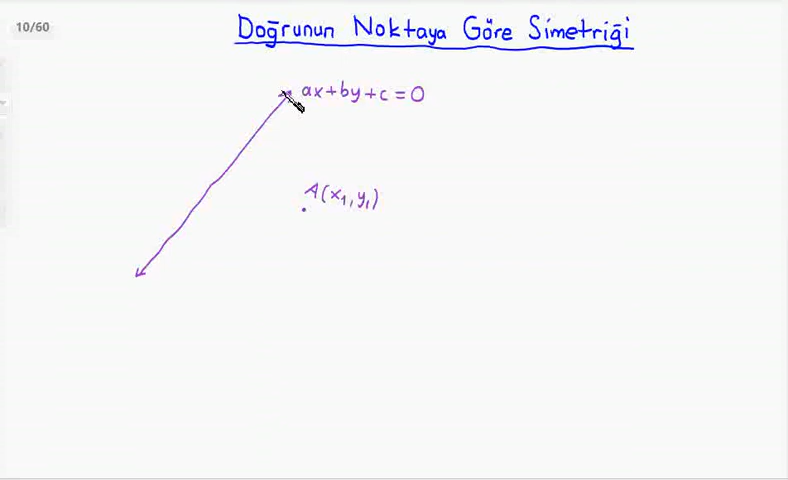 10/60
Doğrunun Noktaya Göre Simetriği
ax+by+c=0
A(x₁,y₁)